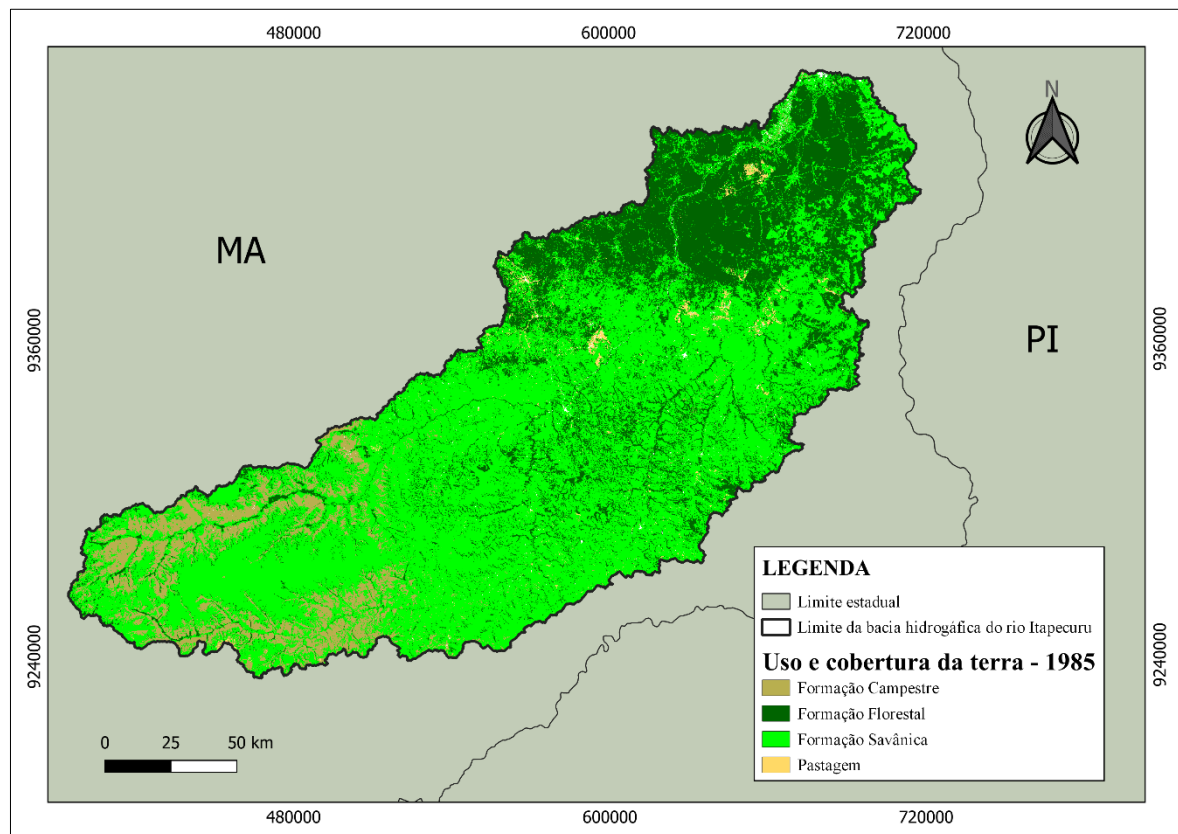 480000 600000 720000
N
MA
PI
9360000 9360000
9240000 9240000
LEGENDA
Limite estadual
Limite da bacia hidrogáfica do rio Itapecuru
Uso e cobertura da terra - 1985
Formação Campestre
Formação Florestal
Formação Savânica
Pastagem
0 25 50 km
480000 600000 720000